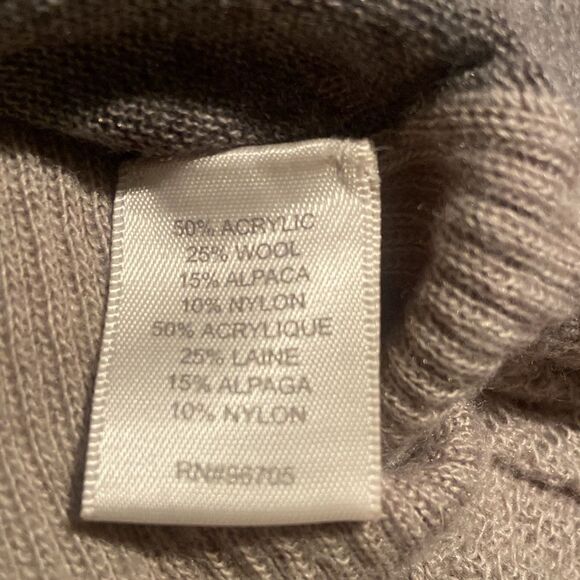 50% ACRYLIC
25% WOOL
15% ALPACA
10% NYLON
50% ACRYLIQUE
25% LAINE
15% ALPAGA
10% NYLON
RN#96705